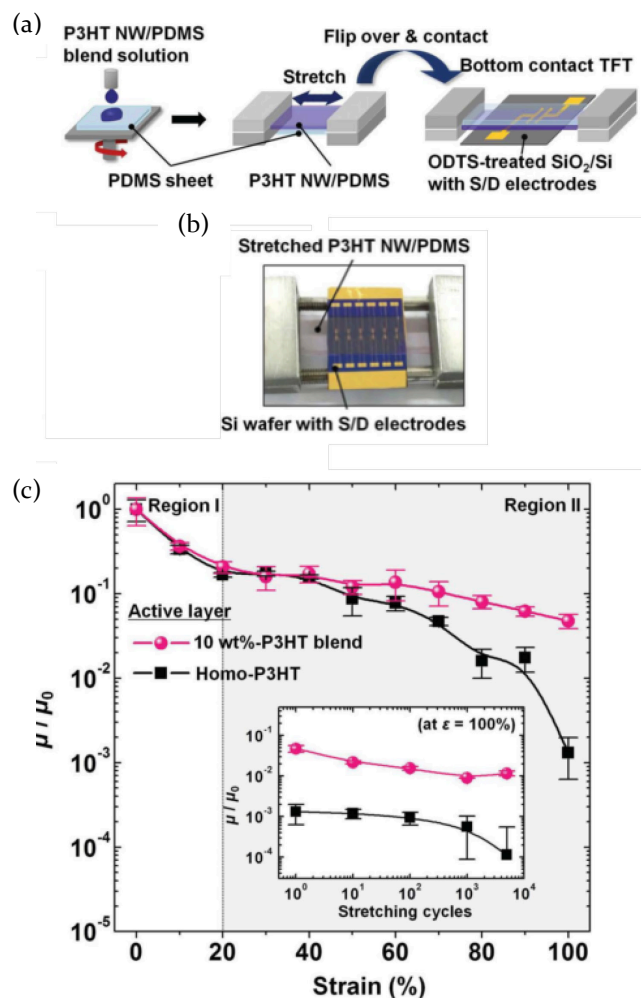 (a)
P3HT NW/PDMS
blend solution
Flip over & contact
Stretch
Bottom contact TFT
PDMS sheet
P3HT NW/PDMS
ODTS-treated SiO₂/Si
with S/D electrodes
(b)
Stretched P3HT NW/PDMS
Si wafer with S/D electrodes
(c)
10⁰
10⁻¹
10⁻²
10⁻³
10⁻⁴
10⁻⁵
μ / μ₀
Region I
Region II
Active layer
10 wt%-P3HT blend
Homo-P3HT
(at ε = 100%)
10⁻¹
10⁻²
10⁻³
10⁻⁴
μ / μ₀
10⁰ 10¹ 10² 10³ 10⁴
Stretching cycles
0 20 40 60 80 100
Strain (%)